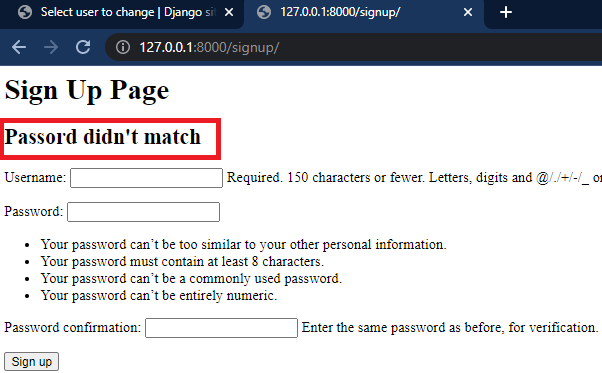 Select user to change | Django si
127.0.0.1:8000/signup/
127.0.0.1:8000/signup/
Sign Up Page
Passord didn't match
Username: Required. 150 characters or fewer. Letters, digits and @/./+/-/_ o
Password:
Your password can’t be too similar to your other personal information.
Your password must contain at least 8 characters.
Your password can’t be a commonly used password.
Your password can’t be entirely numeric.
Password confirmation: Enter the same password as before, for verification.
Sign up